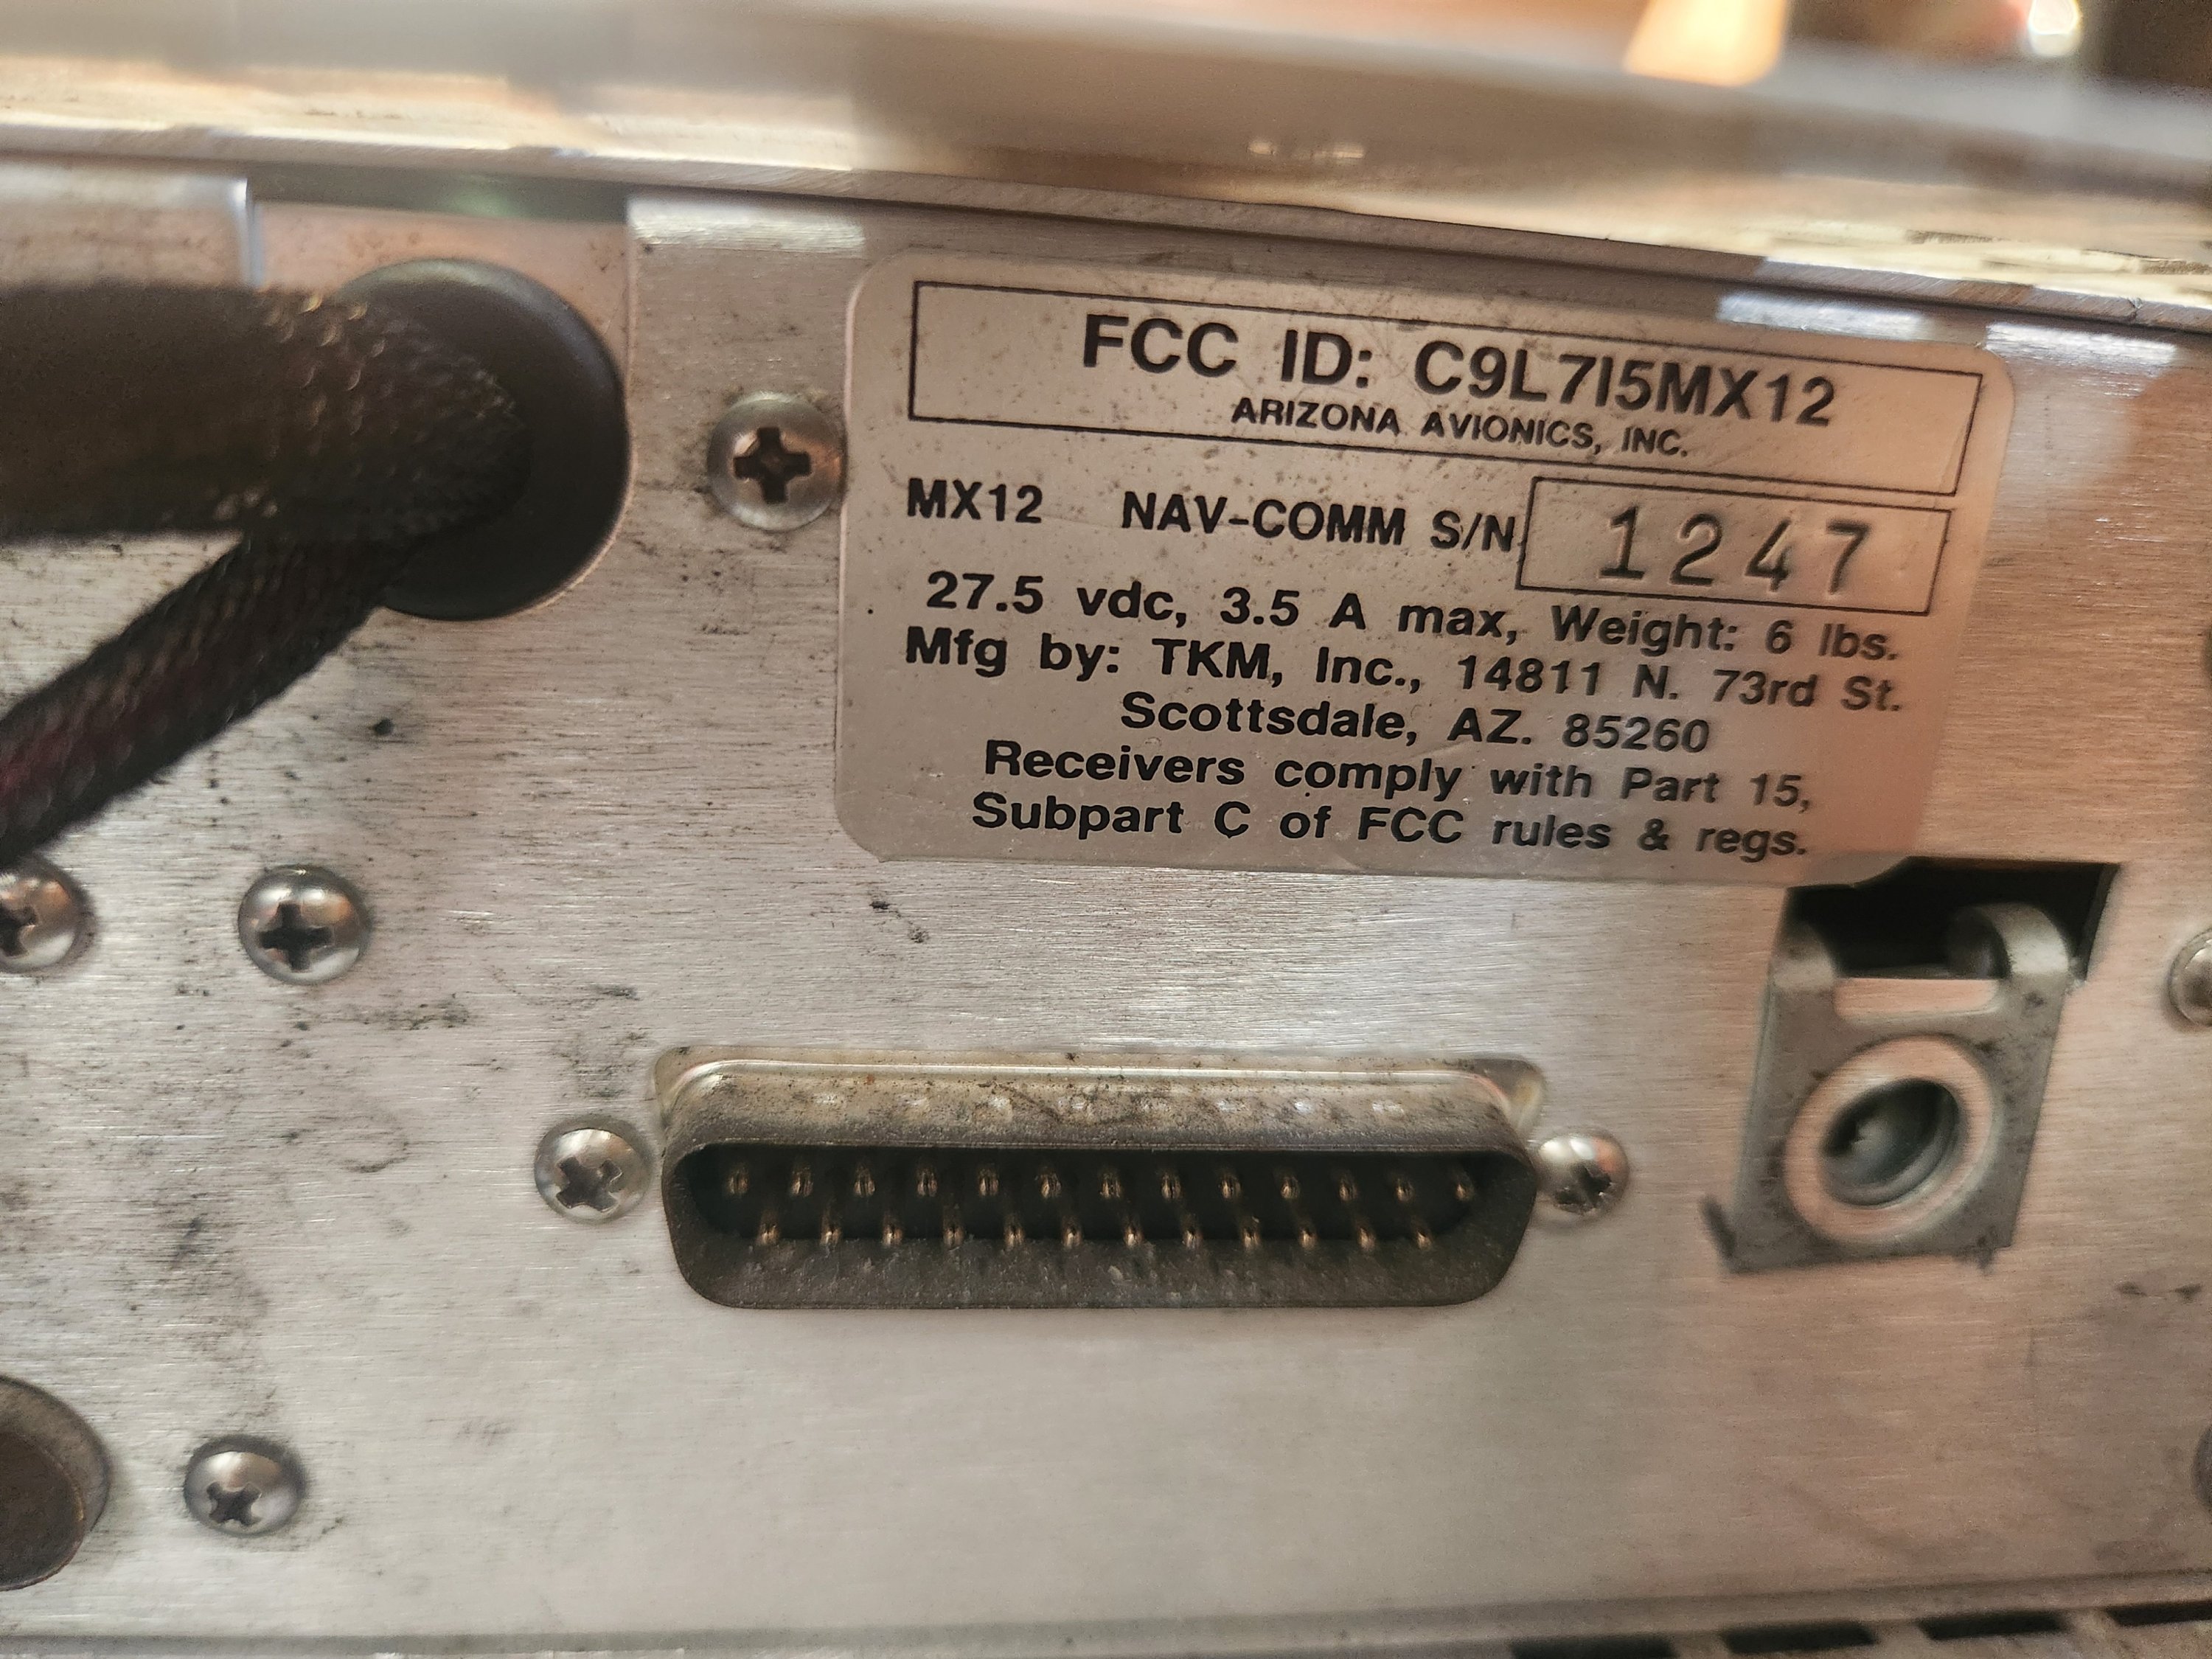 FCC ID: C9L7I5MX12
ARIZONA AVIONICS, INC.
MX12 NAV-COMM S/N 1247
27.5 vdc, 3.5 A max, Weight: 6 lbs.
Mfg by: TKM, Inc., 14811 N. 73rd St.
Scottsdale, AZ. 85260
Receivers comply with Part 15,
Subpart C of FCC rules & regs.